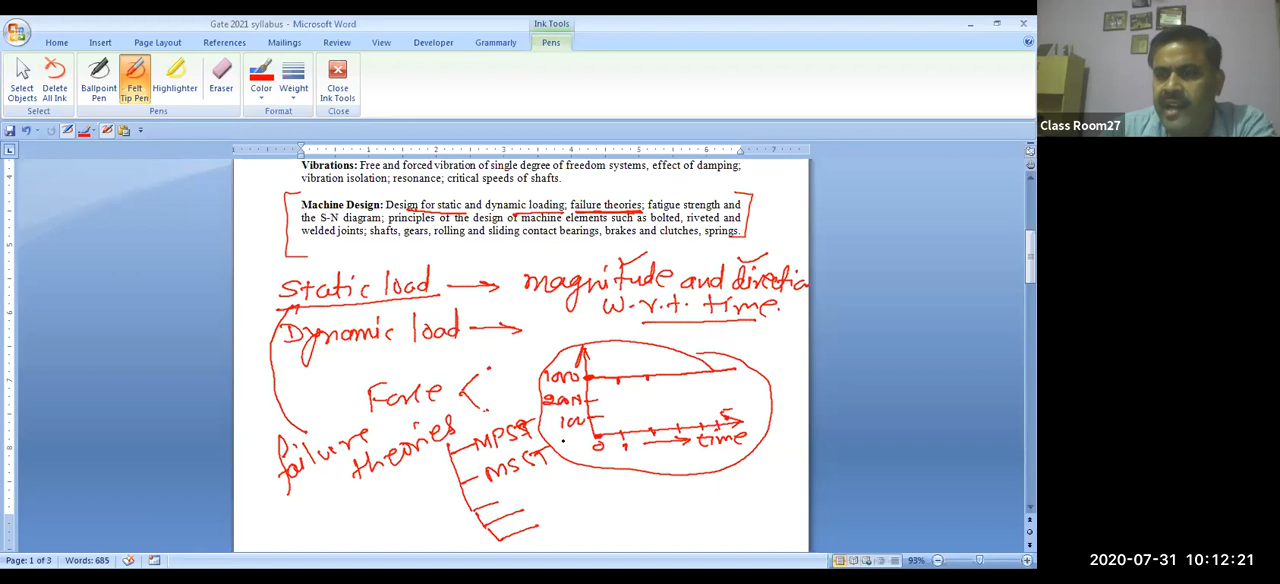 Gate 2021 syllabus - Microsoft Word
Ink Tools
Home Insert Page Layout References Mailings Review View Developer Grammarly Pens
Select Objects
Delete All Ink
Ballpoint Pen
Felt Tip Pen
Highlighter
Eraser
Color
Weight
Close Ink Tools
Select Pens Format Close
Class Room27
Vibrations: Free and forced vibration of single degree of freedom systems, effect of damping;
vibration isolation; resonance; critical speeds of shafts.
Machine Design: Design for static and dynamic loading; failure theories; fatigue strength and
the S-N diagram; principles of the design of machine elements such as bolted, riveted and
welded joints; shafts, gears, rolling and sliding contact bearings, brakes and clutches, springs.
Static load → magnitude and directio
w.r.t. time.
Dynamic load →
Force <
1000
200N
100
0 1 5
time
failure
theories
MPST
MSST
Page: 1 of 3 Words: 685 93%
2020-07-31 10:12:21